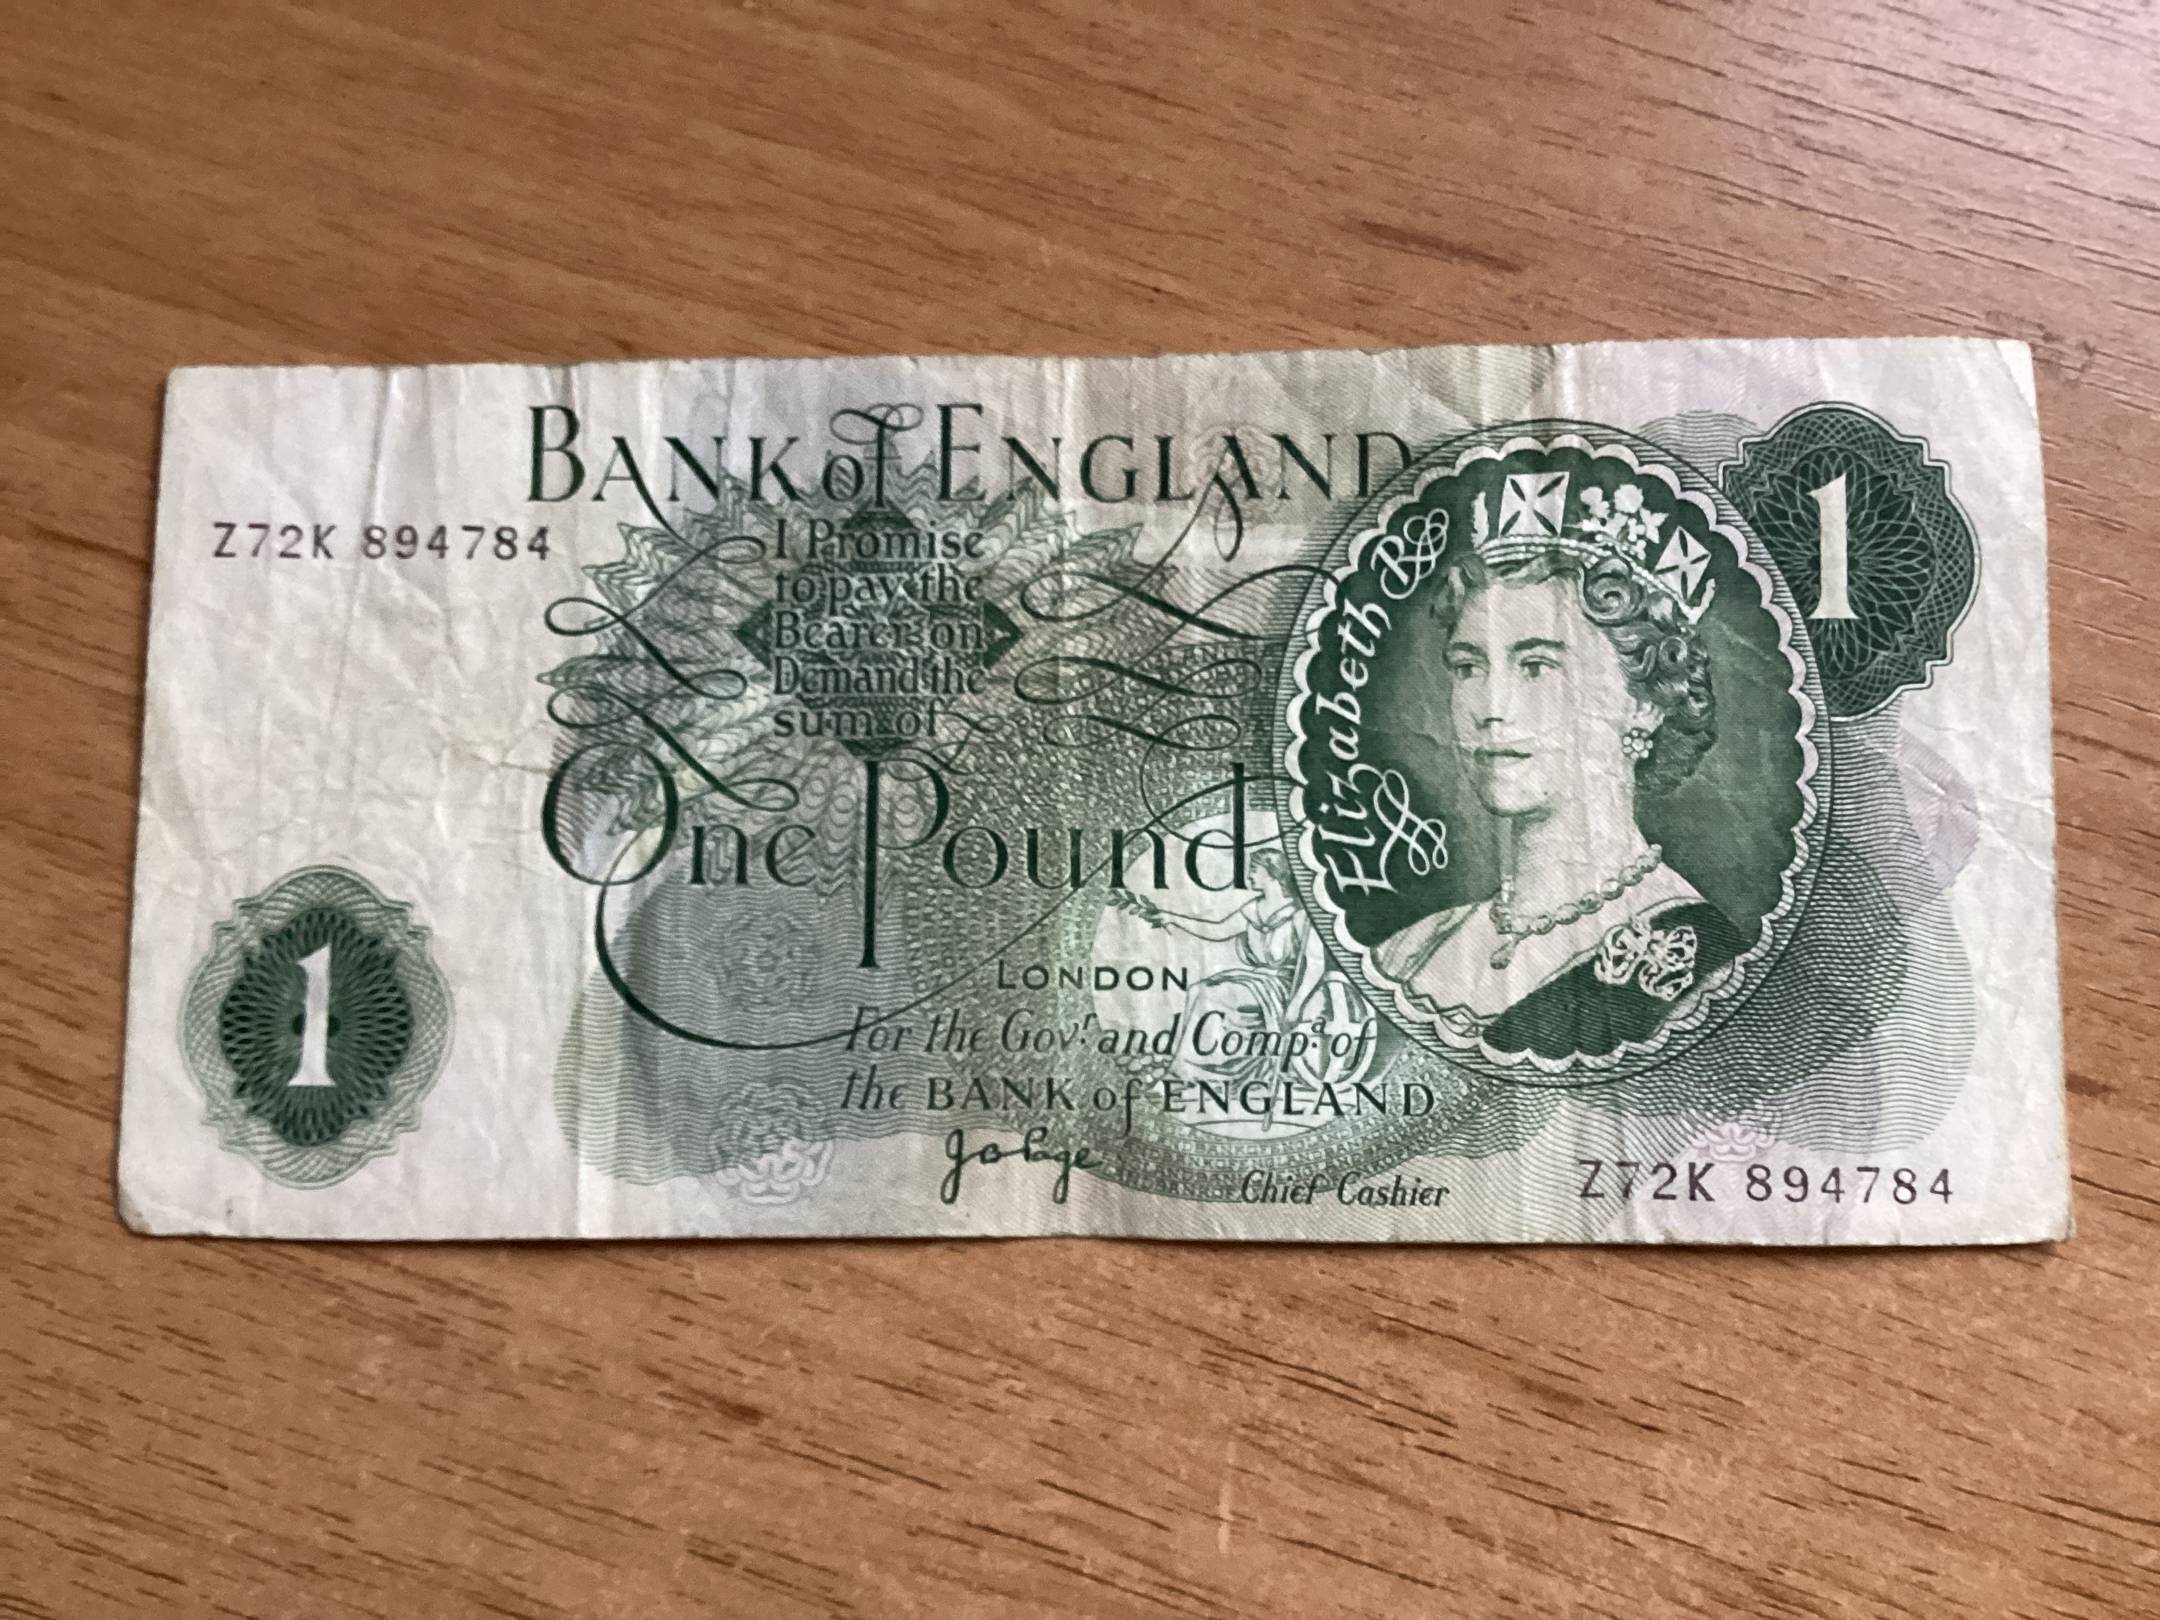 BANK of ENGLAND
Z72K 894784
I Promise
to pay the
Bearer on
Demand the
sum of
One Pound
LONDON
For the Govr. and Compa. of
the BANK of ENGLAND
J B Page
Chief Cashier
Elizabeth R
1
1
Z72K 894784